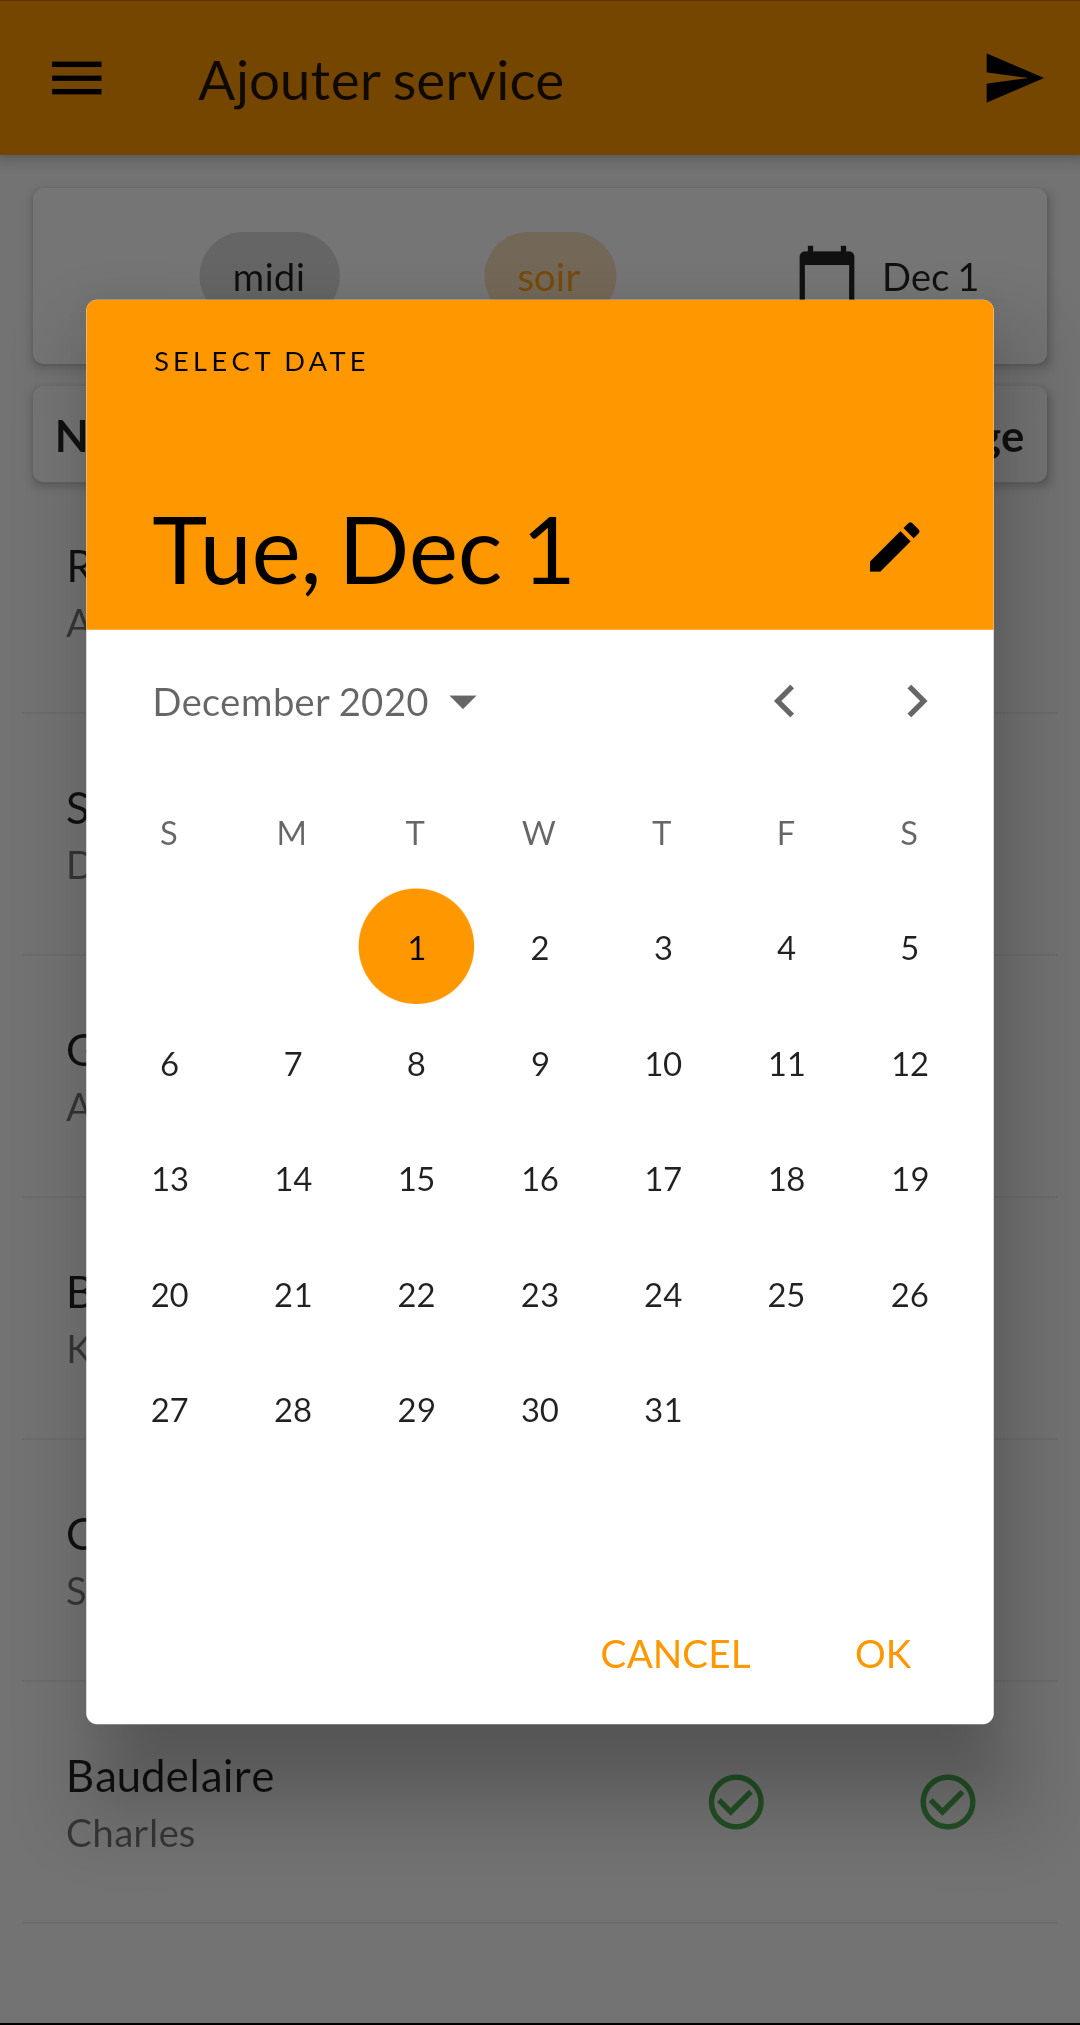 Ajouter service
midi soir Dec 1
SELECT DATE
Tue, Dec 1
December 2020
S M T W T F S
1 2 3 4 5
6 7 8 9 10 11 12
13 14 15 16 17 18 19
20 21 22 23 24 25 26
27 28 29 30 31
CANCEL OK
Baudelaire
Charles